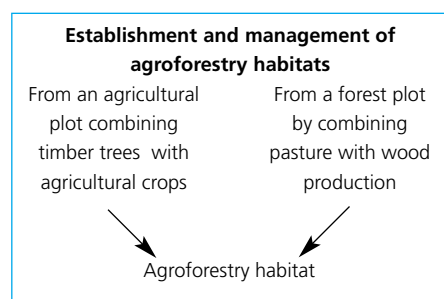 Establishment and management of
agroforestry habitats
From an agricultural
plot combining
timber trees with
agricultural crops
From a forest plot
by combining
pasture with wood
production
Agroforestry habitat